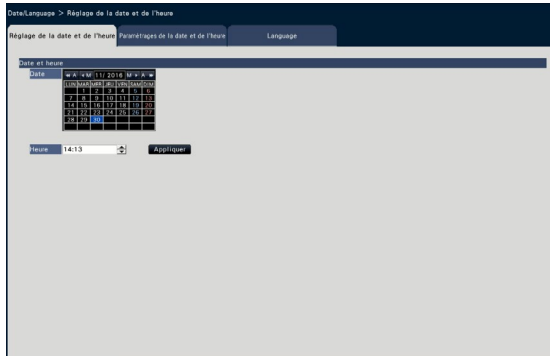 Date/Language > Réglage de la date et de l'heure
Réglage de la date et de l'heure Paramétrages de la date et de l'heure Language
Date et heure
Date
« A ◂ M 11/ 2016 M ▸ A »
LUN MAR MER JEU VEN SAM DIM
1 2 3 4 5 6
7 8 9 10 11 12 13
14 15 16 17 18 19 20
21 22 23 24 25 26 27
28 29 30
Heure 14:13 Appliquer